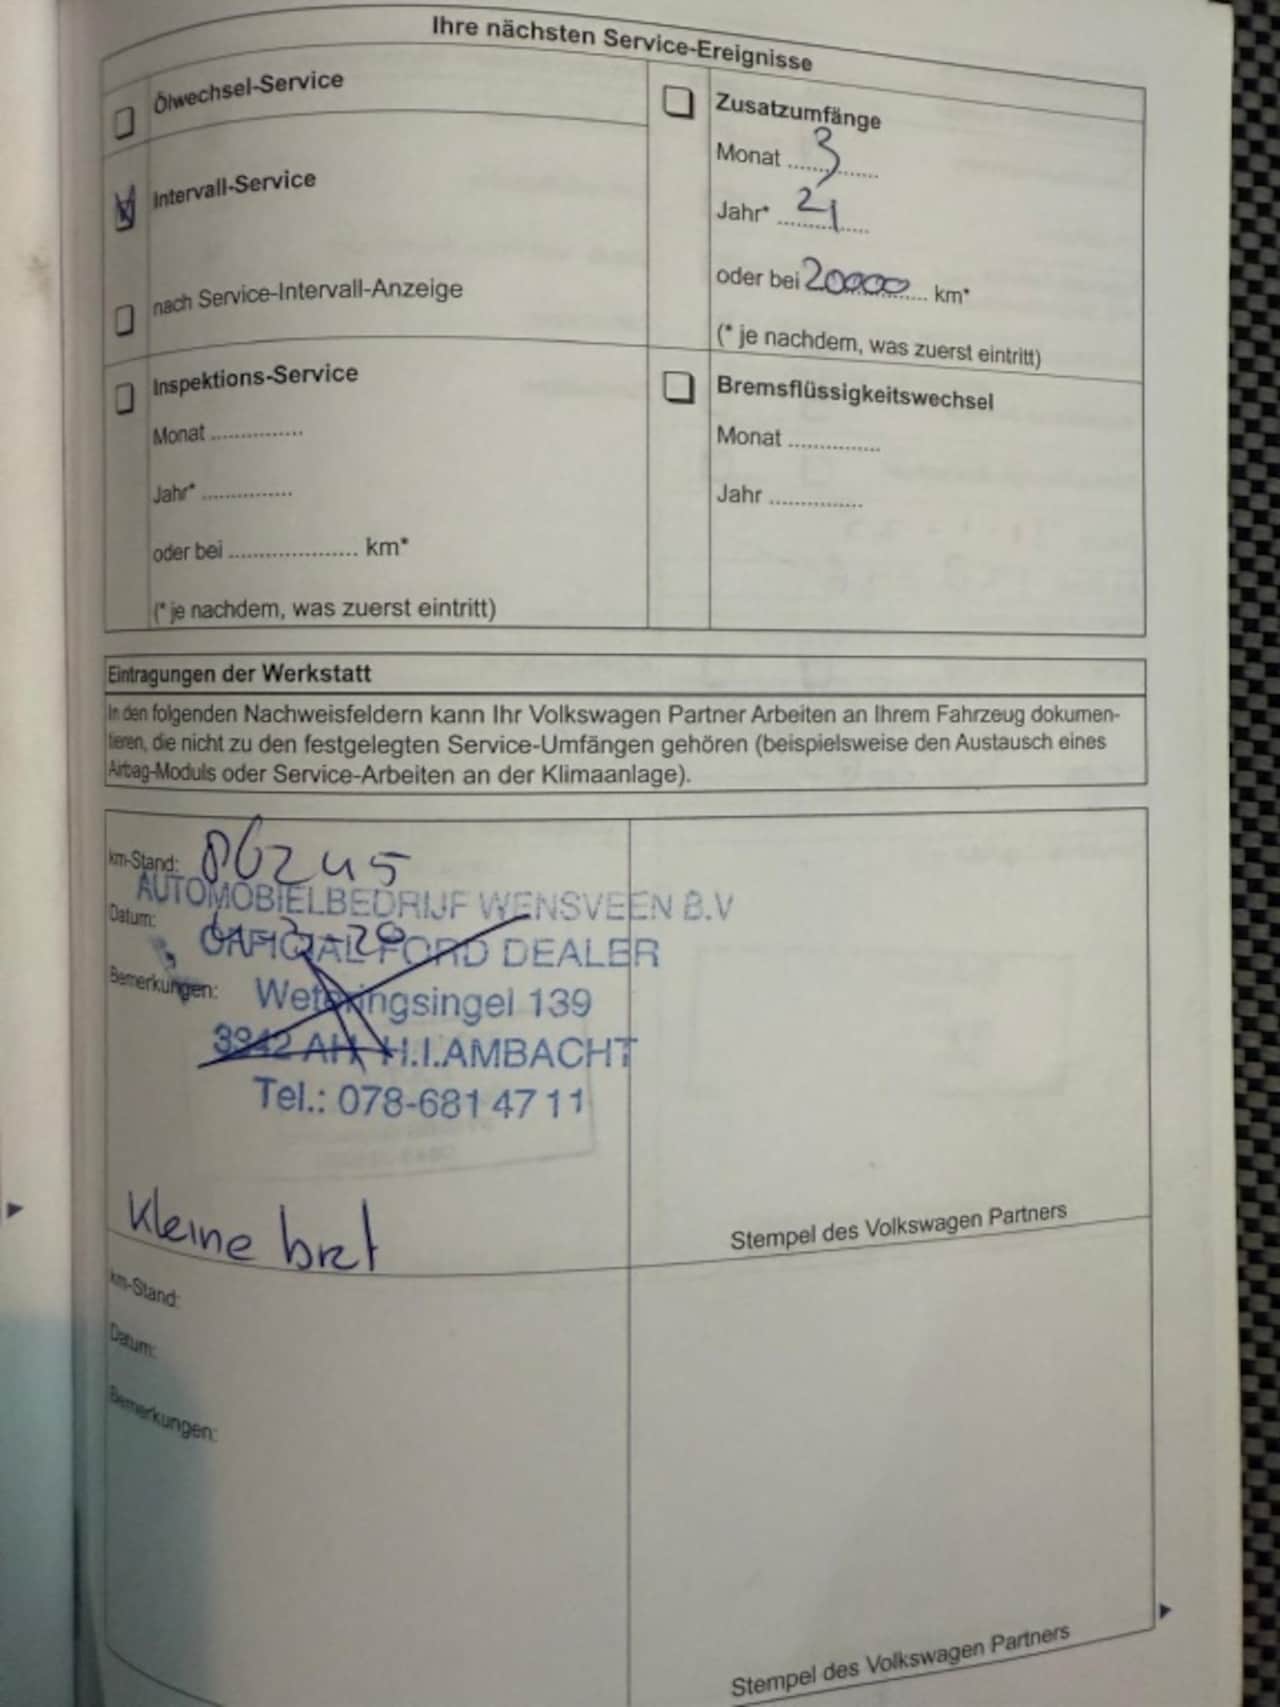 Ihre nächsten Service-Ereignisse
Ölwechsel-Service
Intervall-Service
nach Service-Intervall-Anzeige
Zusatzumfänge
Monat ...3...
Jahr* ...21...
oder bei 20000 km*
(* je nachdem, was zuerst eintritt)
Inspektions-Service
Monat ...............
Jahr* ...............
oder bei ..................... km*
(* je nachdem, was zuerst eintritt)
Bremsflüssigkeitswechsel
Monat ...............
Jahr ...............
Eintragungen der Werkstatt
In den folgenden Nachweisfeldern kann Ihr Volkswagen Partner Arbeiten an Ihrem Fahrzeug dokumen-
tieren, die nicht zu den festgelegten Service-Umfängen gehören (beispielsweise den Austausch eines
Airbag-Moduls oder Service-Arbeiten an der Klimaanlage).
km-Stand: 86245
AUTOMOBIELBEDRIJF WENSVEEN B.V
Datum:
OFFICIAL FORD DEALER
Bemerkungen:
Weteringsingel 139
3342 AH H.I.AMBACHT
Tel.: 078-681 47 11
Kleine
Stempel des Volkswagen Partners
km-Stand:
Datum:
Bemerkungen:
Stempel des Volkswagen Partners